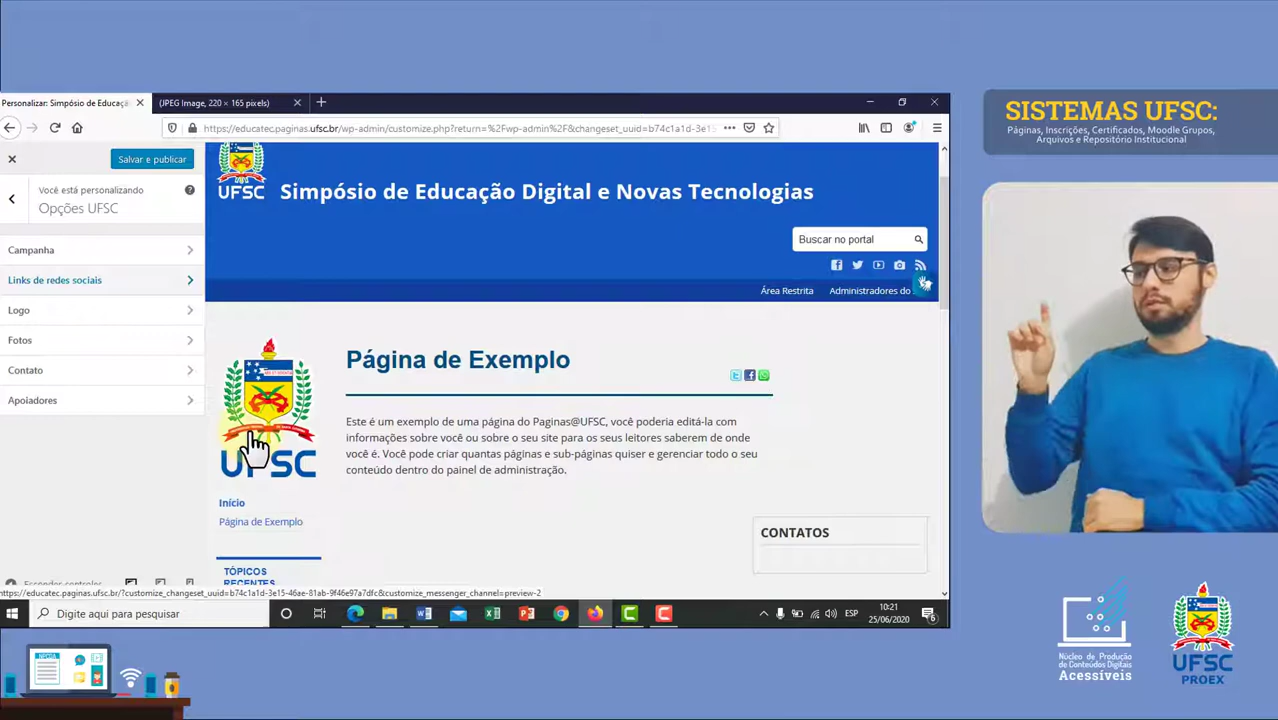 Personalizar: Simpósio de Educaçã
(JPEG Image, 220 × 165 pixels)
https://educatec.paginas.ufsc.br/wp-admin/customize.php?return=%2Fwp-admin%2F&changeset_uuid=b74c1a1d-3e15
Salvar e publicar
Você está personalizando
Opções UFSC
Campanha
Links de redes sociais
Logo
Fotos
Contato
Apoiadores
UFSC
Simpósio de Educação Digital e Novas Tecnologias
Buscar no portal
Área Restrita
Administradores do
UFSC
Página de Exemplo
Este é um exemplo de uma página do Paginas@UFSC, você poderia editá-la com
informações sobre você ou sobre o seu site para os seus leitores saberem de onde
você é. Você pode criar quantas páginas e sub-páginas quiser e gerenciar todo o seu
conteúdo dentro do painel de administração.
Início
Página de Exemplo
TÓPICOS
RECENTES
CONTATOS
https://educatec.paginas.ufsc.br/?customize_changeset_uuid=b74c1a1d-3e15-46ae-81ab-9f46e97a7dfc&customize_messenger_channel=preview-2
Digite aqui para pesquisar
ESP
10:21
25/06/2020
6
SISTEMAS UFSC:
Páginas, Inscrições, Certificados, Moodle Grupos,
Arquivos e Repositório Institucional
Núcleo de Produção
de Conteúdos Digitais
Acessíveis
UFSC
PROEX
NPCDA